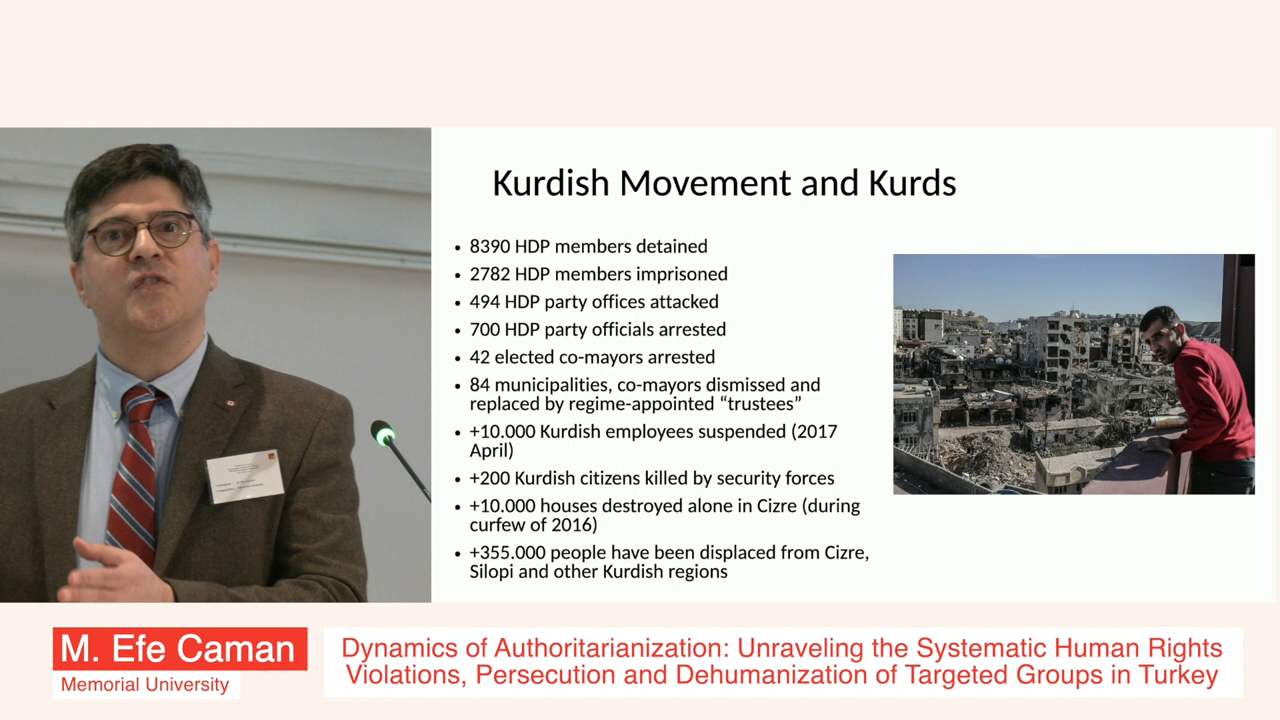 Kurdish Movement and Kurds
• 8390 HDP members detained
• 2782 HDP members imprisoned
• 494 HDP party offices attacked
• 700 HDP party officials arrested
• 42 elected co-mayors arrested
• 84 municipalities, co-mayors dismissed and
replaced by regime-appointed “trustees”
• +10.000 Kurdish employees suspended (2017
April)
• +200 Kurdish citizens killed by security forces
• +10.000 houses destroyed alone in Cizre (during
curfew of 2016)
• +355.000 people have been displaced from Cizre,
Silopi and other Kurdish regions
M. Efe Caman
Memorial University
Dynamics of Authoritarianization: Unraveling the Systematic Human Rights
Violations, Persecution and Dehumanization of Targeted Groups in Turkey